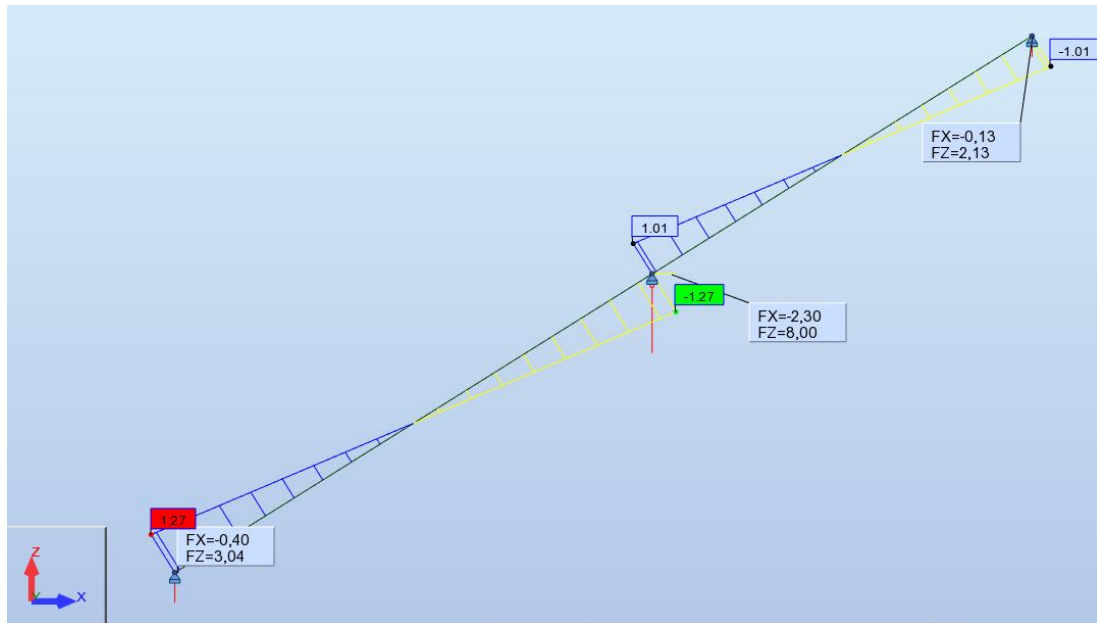 -1.01
FX=-0,13
FZ=2,13
1.01
-1.27
FX=-2,30
FZ=8,00
1.27
FX=-0,40
FZ=3,04
Z
Y
X